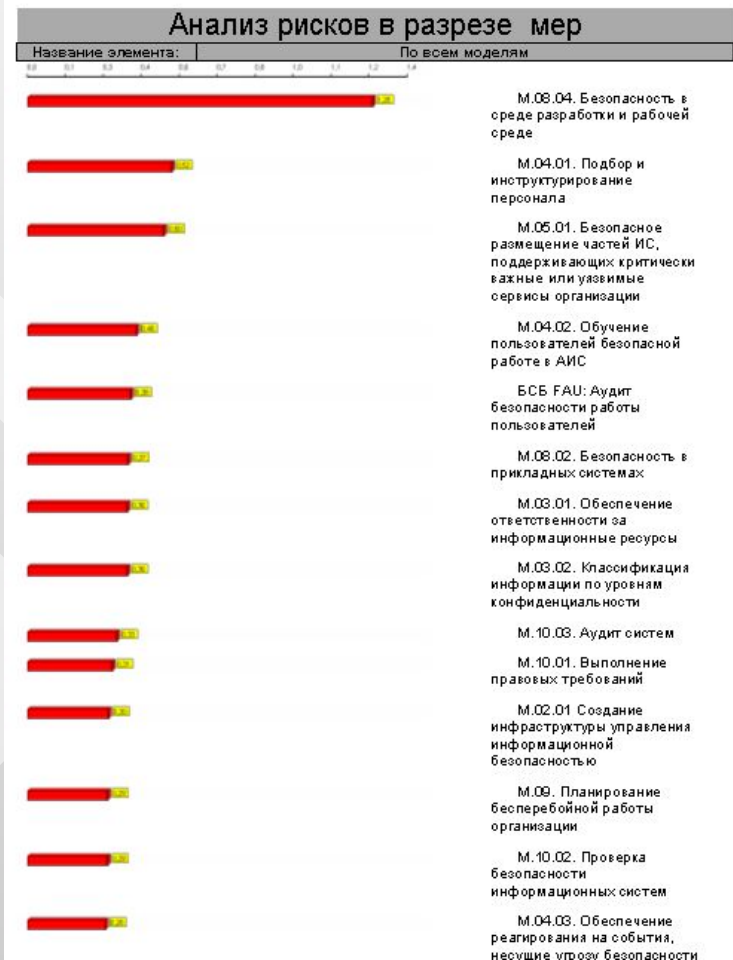 Анализ рисков в разрезе мер
Название элемента: По всем моделям
М.08.04. Безопасность в
среде разработки и рабочей
среде
М.04.01. Подбор и
инструктурирование
персонала
М.05.01. Безопасное
размещение частей ИС,
поддерживающих критически
важные или уязвимые
сервисы организации
М.04.02. Обучение
пользователей безопасной
работе в АИС
БСБ FAU: Аудит
безопасности работы
пользователей
М.08.02. Безопасность в
прикладных системах
М.03.01. Обеспечение
ответственности за
информационные ресурсы
М.03.02. Классификация
информации по уровням
конфиденциальности
М.10.03. Аудит систем
М.10.01. Выполнение
правовых требований
М.02.01 Создание
инфраструктуры управления
информационной
безопасностью
М.09. Планирование
бесперебойной работы
организации
М.10.02. Проверка
безопасности
информационных систем
М.04.03. Обеспечение
реагирования на события,
несущие угрозу безопасности